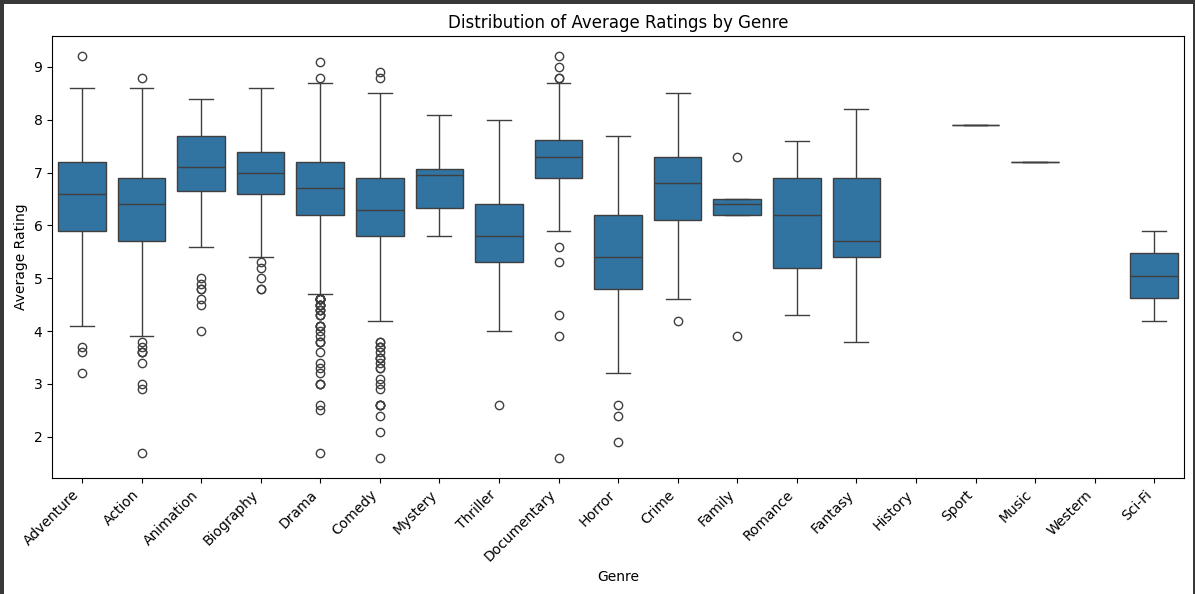 Distribution of Average Ratings by Genre
Average Rating
9
8
7
6
5
4
3
2
Adventure
Action
Animation
Biography
Drama
Comedy
Mystery
Thriller
Documentary
Horror
Crime
Family
Romance
Fantasy
History
Sport
Music
Western
Sci-Fi
Genre